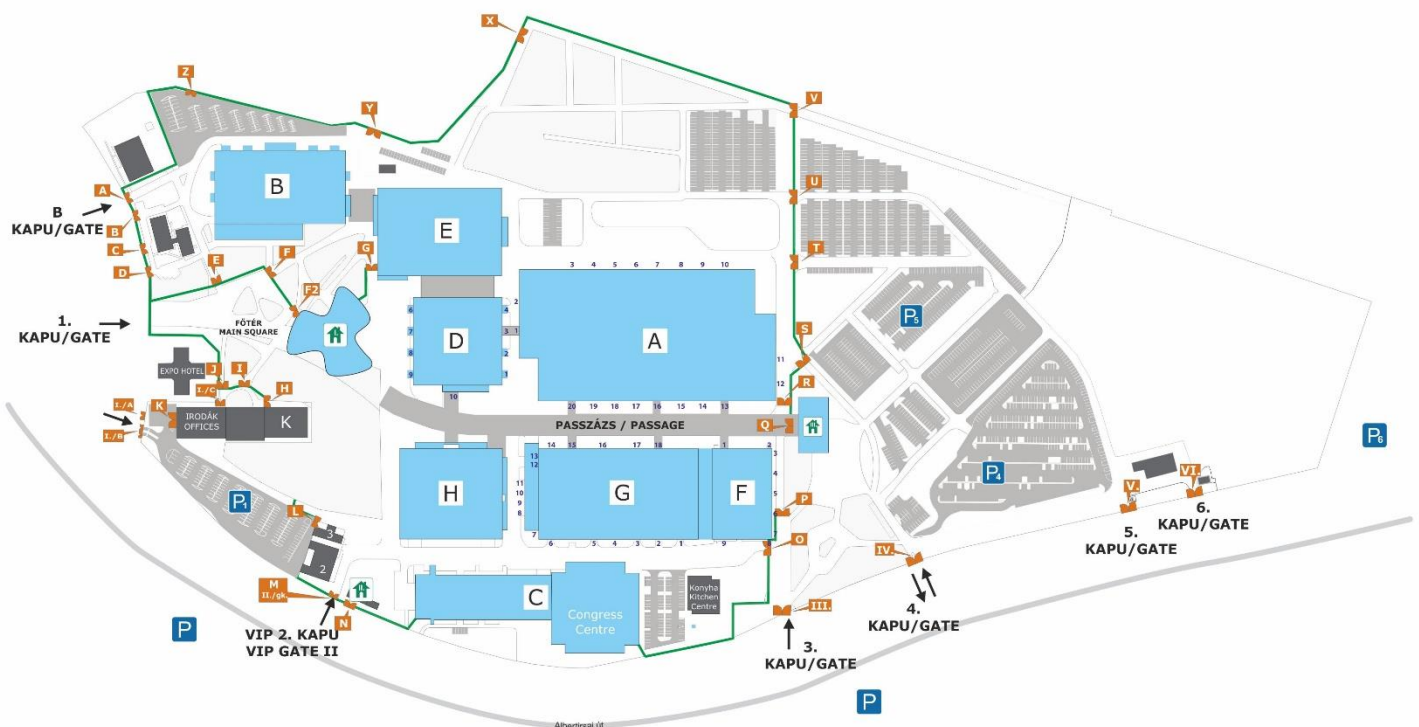 X
Z
V
Y
B
A
U
E
B
KAPU/GATE
B
C
F
G
T
D
E
3 4 5 6 7 8 9 10
F2
2
1.
KAPU/GATE
FŐTÉR
MAIN SQUARE
6
7
8
9
4
3
2
1
D
3 1
A
P5
S
11
EXPO HOTEL
J
I
I./C
H
12
R
10
I./A
K
IRODÁK
OFFICES
K
20 19 18 17 16 15 14 13
I./B
PASSZÁZS / PASSAGE
Q
P6
14 15 16 17 18 1 2
13
12
3
4
H
G
F
P4
11
10
9
8
5
6
7
P1
VI.
V.
P
L
6.
KAPU/GATE
7
3
6 5 4 3 2 1 9
O
5.
KAPU/GATE
IV.
2
M
II./gk
C
Konyha
Kitchen
Centre
N
Congress
Centre
III.
4.
KAPU/GATE
P
VIP 2. KAPU
VIP GATE II
3.
KAPU/GATE
P
Albertirsai út